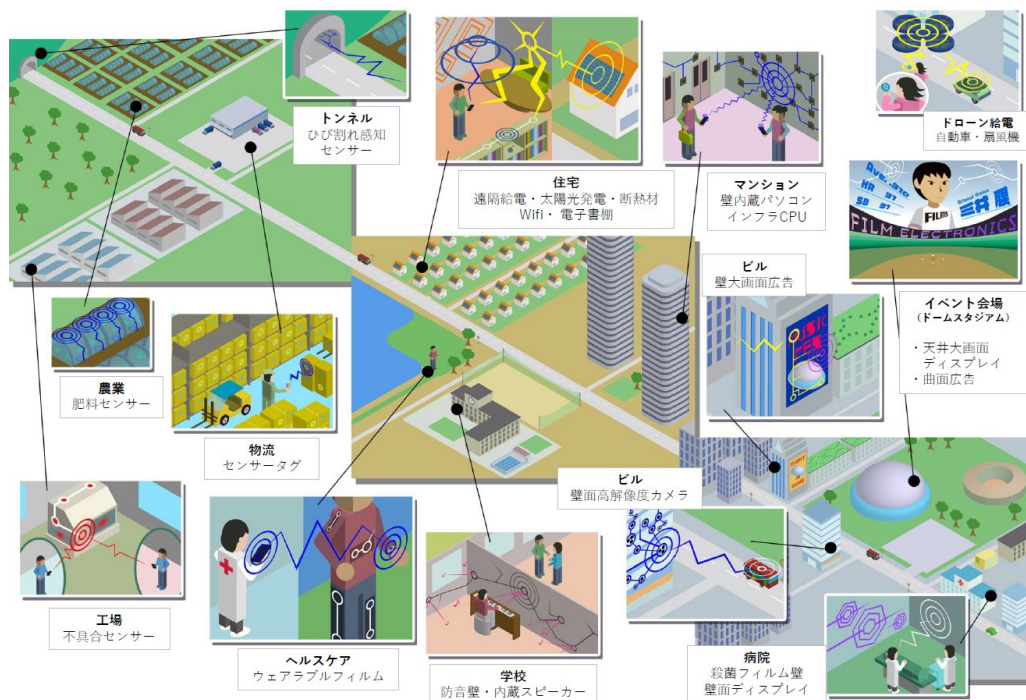 トンネル
ひび割れ感知
センサー
住宅
遠隔給電・太陽光発電・断熱材
Wifi・ 電子書棚
マンション
壁内蔵パソコン
インフラCPU
ドローン給電
自動車・扇風機
FILMS
FILM ELECTRONICS
イベント会場
（ドームスタジアム）
・天井大画面
ディスプレイ
・曲面広告
ビル
壁大画面広告
農業
肥料センサー
物流
センサータグ
ビル
壁面高解像度カメラ
工場
不具合センサー
ヘルスケア
ウェアラブルフィルム
学校
防音壁・内蔵スピーカー
病院
殺菌フィルム壁
壁面ディスプレイ